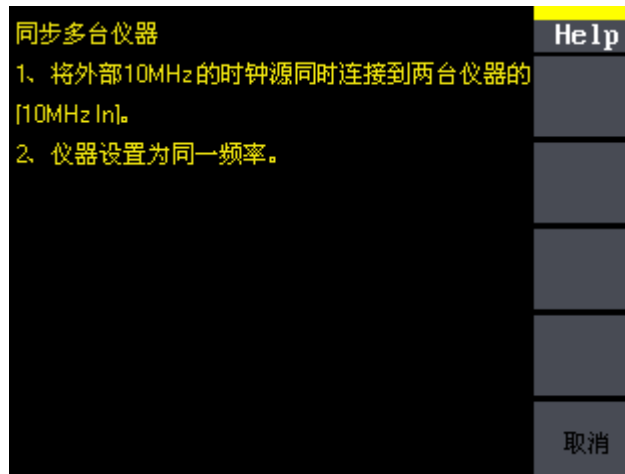 同步多台仪器
Help
1、将外部10MHz的时钟源同时连接到两台仪器的
[10MHz In]。
2、仪器设置为同一频率。
取消